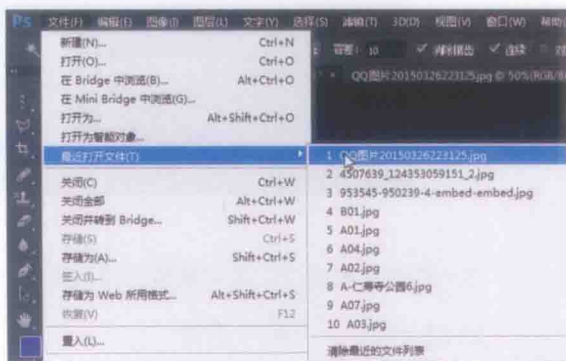 Ps 文件(F) 编辑(E) 图像(I) 图层(L) 文字(Y) 选择(S) 滤镜(T) 3D(D) 视图(V) 窗口(W) 帮助(
容差: 10 消除锯齿 连续
QQ图片20150326223125.jpg @ 50%(RGB/8
新建(N)... Ctrl+N
打开(O)... Ctrl+O
在 Bridge 中浏览(B)... Alt+Ctrl+O
在 Mini Bridge 中浏览(G)...
打开为... Alt+Shift+Ctrl+O
打开为智能对象...
最近打开文件(T)
1 QQ图片20150326223125.jpg
2 4507639_124353059151_2.jpg
3 953545-950239-4-embed-embed.jpg
4 B01.jpg
5 A01.jpg
6 A04.jpg
7 A02.jpg
8 A-仁寿寺公园6.jpg
9 A07.jpg
10 A03.jpg
清除最近的文件列表
关闭(C) Ctrl+W
关闭全部 Alt+Ctrl+W
关闭并转到 Bridge... Shift+Ctrl+W
存储(S) Ctrl+S
存储为(A)... Shift+Ctrl+S
签入(I)...
存储为 Web 所用格式... Alt+Shift+Ctrl+S
恢复(V) F12
置入(L)...